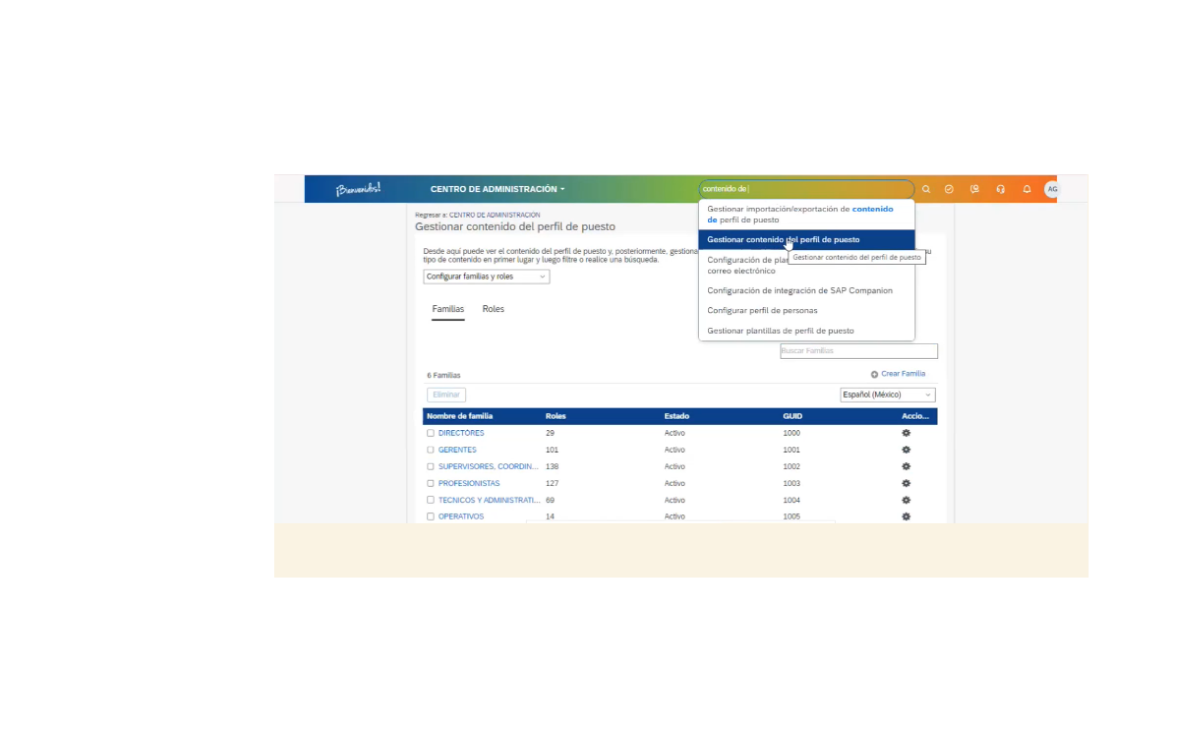 ¡Bienvenidos!
CENTRO DE ADMINISTRACIÓN
contenido de
AG
Regresar a: CENTRO DE ADMINISTRACIÓN
Gestionar contenido del perfil de puesto
Gestionar importación/exportación de contenido
de perfil de puesto
Gestionar contenido del perfil de puesto
Gestionar contenido del perfil de puesto
Configuración de plan
correo electrónico
Configuración de integración de SAP Companion
Configurar perfil de personas
Gestionar plantillas de perfil de puesto
Desde aquí puede ver el contenido del perfil de puesto y, posteriormente, gestiona
tipo de contenido en primer lugar y luego filtre o realice una búsqueda.
Configurar familias y roles
Familias Roles
Buscar Familias
6 Familias
Crear Familia
Eliminar
Español (México)
Nombre de familia Roles Estado GUID Accio...
DIRECTORES 29 Activo 1000
GERENTES 101 Activo 1001
SUPERVISORES, COORDIN... 138 Activo 1002
PROFESIONISTAS 127 Activo 1003
TECNICOS Y ADMINISTRATI... 69 Activo 1004
OPERATIVOS 14 Activo 1005